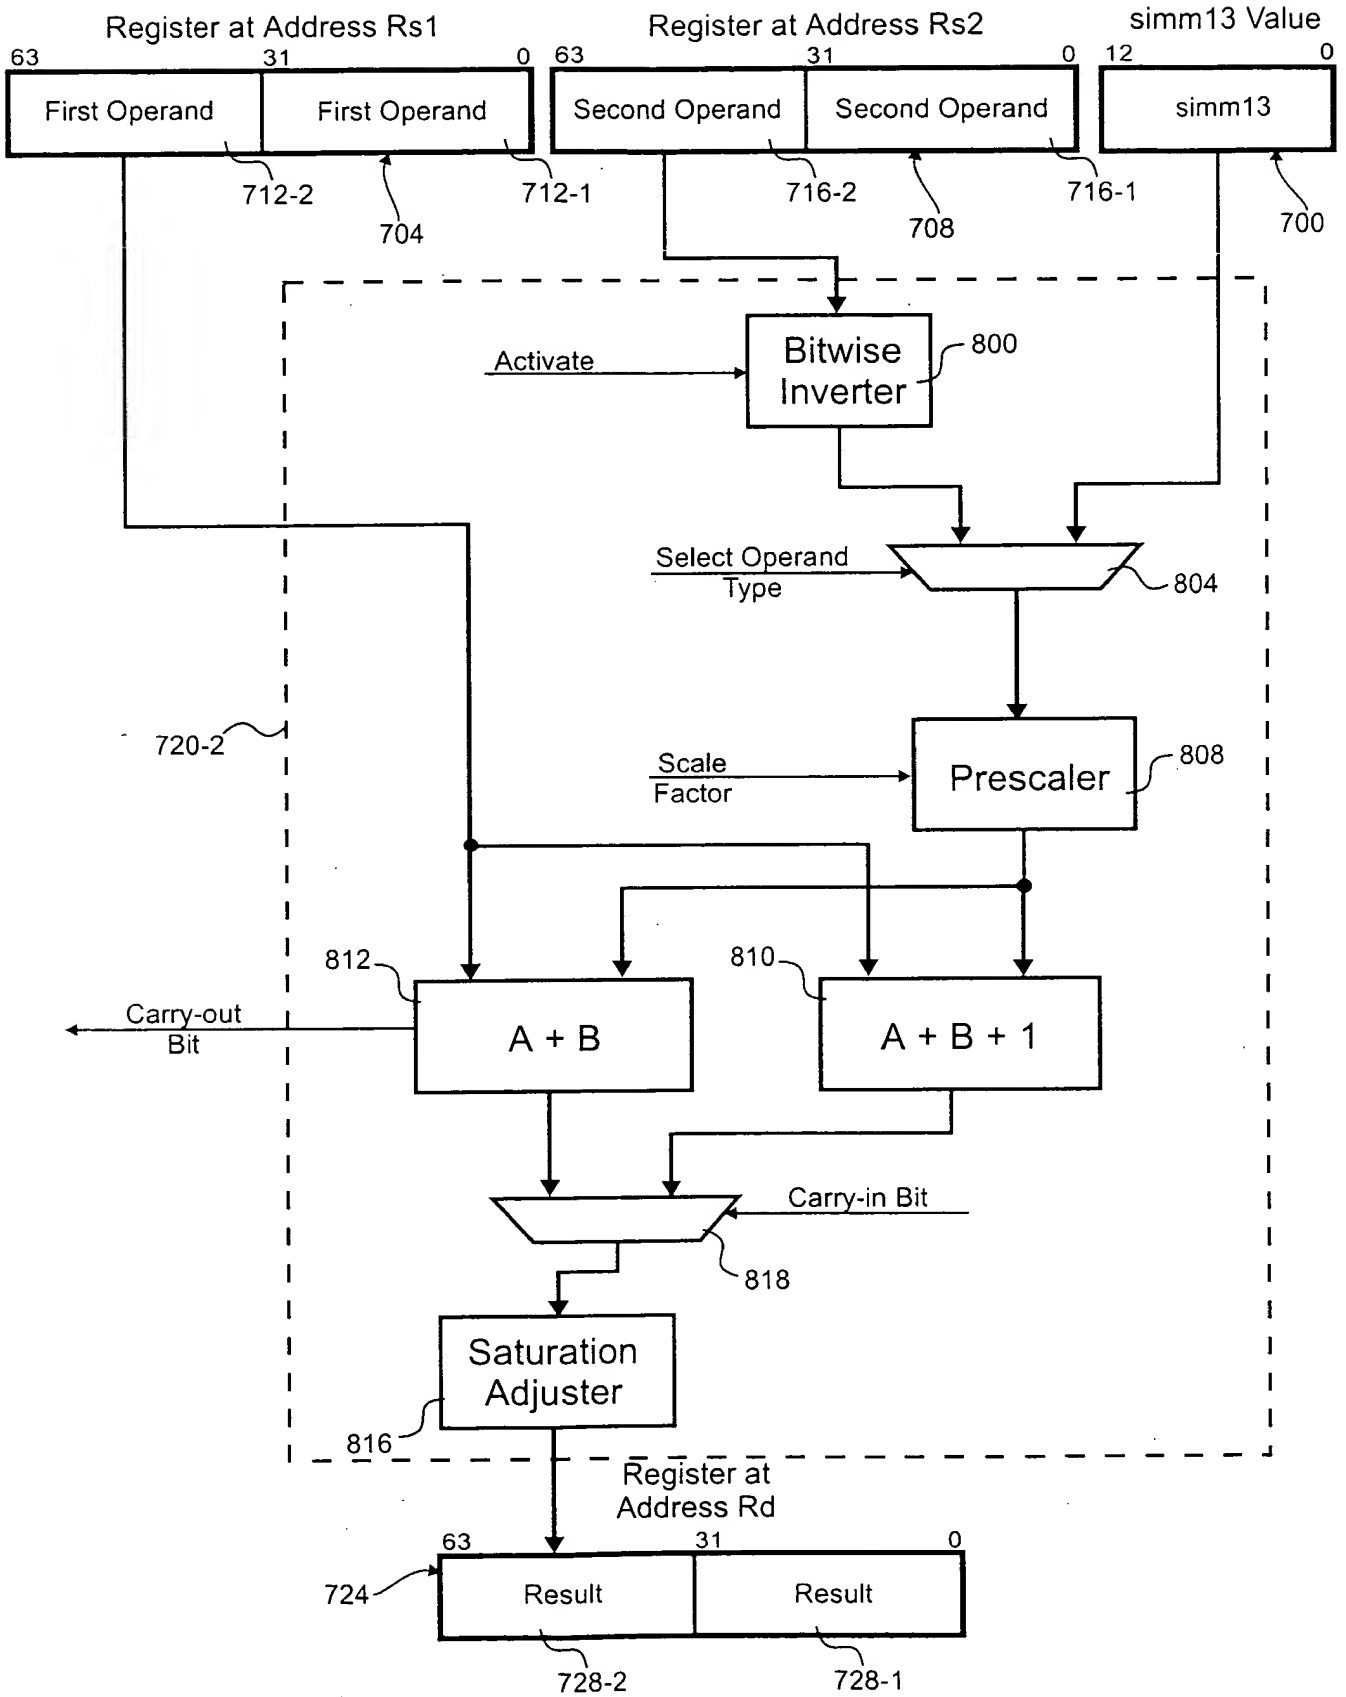 Register at Address Rs1
Register at Address Rs2
simm13 Value
63 31 0
63 31 0
12 0
First Operand
First Operand
Second Operand
Second Operand
simm13
712-2
712-1
716-2
716-1
704
708
700
Activate
Bitwise
Inverter
800
Select Operand
Type
804
720-2
Scale
Factor
Prescaler
808
812
810
Carry-out
Bit
A + B
A + B + 1
Carry-in Bit
818
Saturation
Adjuster
816
Register at
Address Rd
63 31 0
724
Result
Result
728-2
728-1